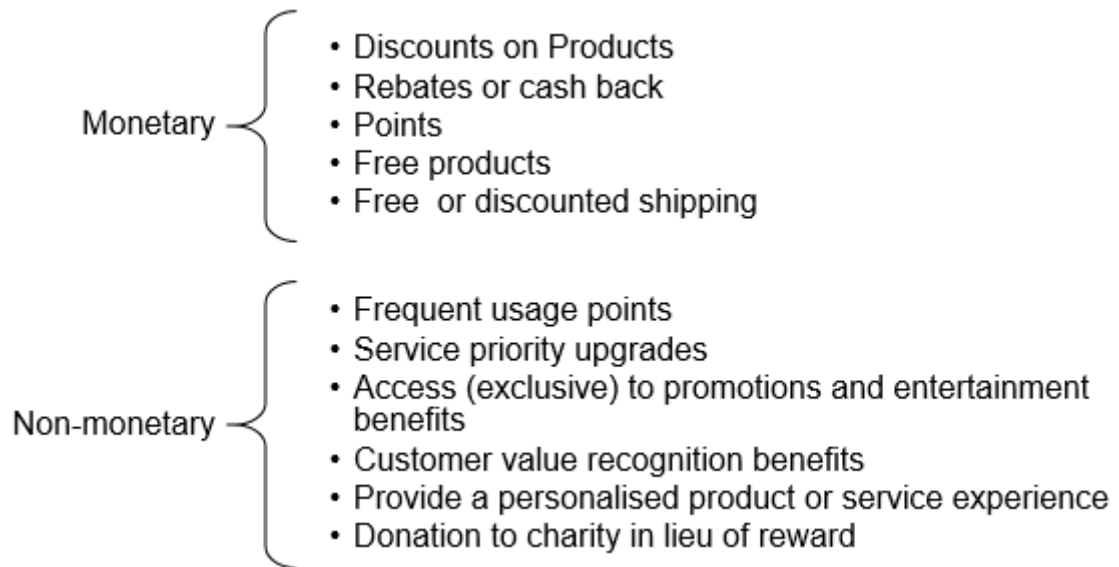 Monetary
• Discounts on Products
• Rebates or cash back
• Points
• Free products
• Free  or discounted shipping
Non-monetary
• Frequent usage points
• Service priority upgrades
• Access (exclusive) to promotions and entertainment
benefits
• Customer value recognition benefits
• Provide a personalised product or service experience
• Donation to charity in lieu of reward